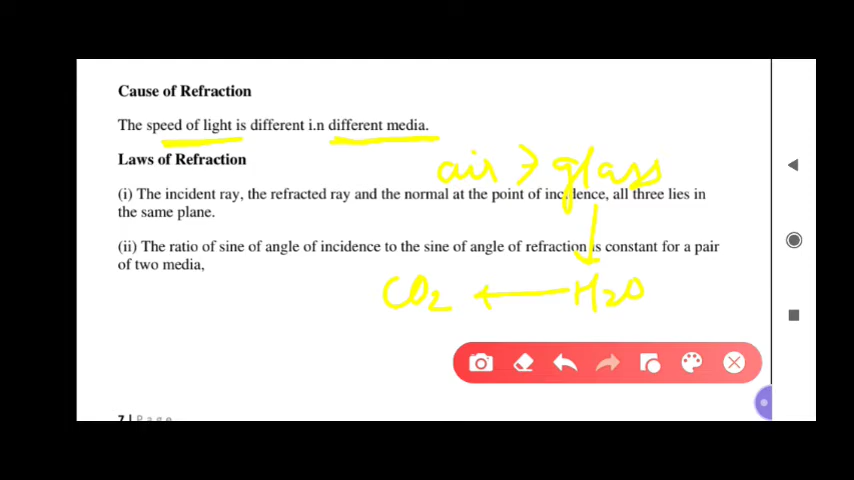 Cause of Refraction
The speed of light is different i.n different media.
Laws of Refraction
air > glass
(i) The incident ray, the refracted ray and the normal at the point of incidence, all three lies in
the same plane.
(ii) The ratio of sine of angle of incidence to the sine of angle of refraction is constant for a pair
of two media,
CO2 ← H2O
7 | Page